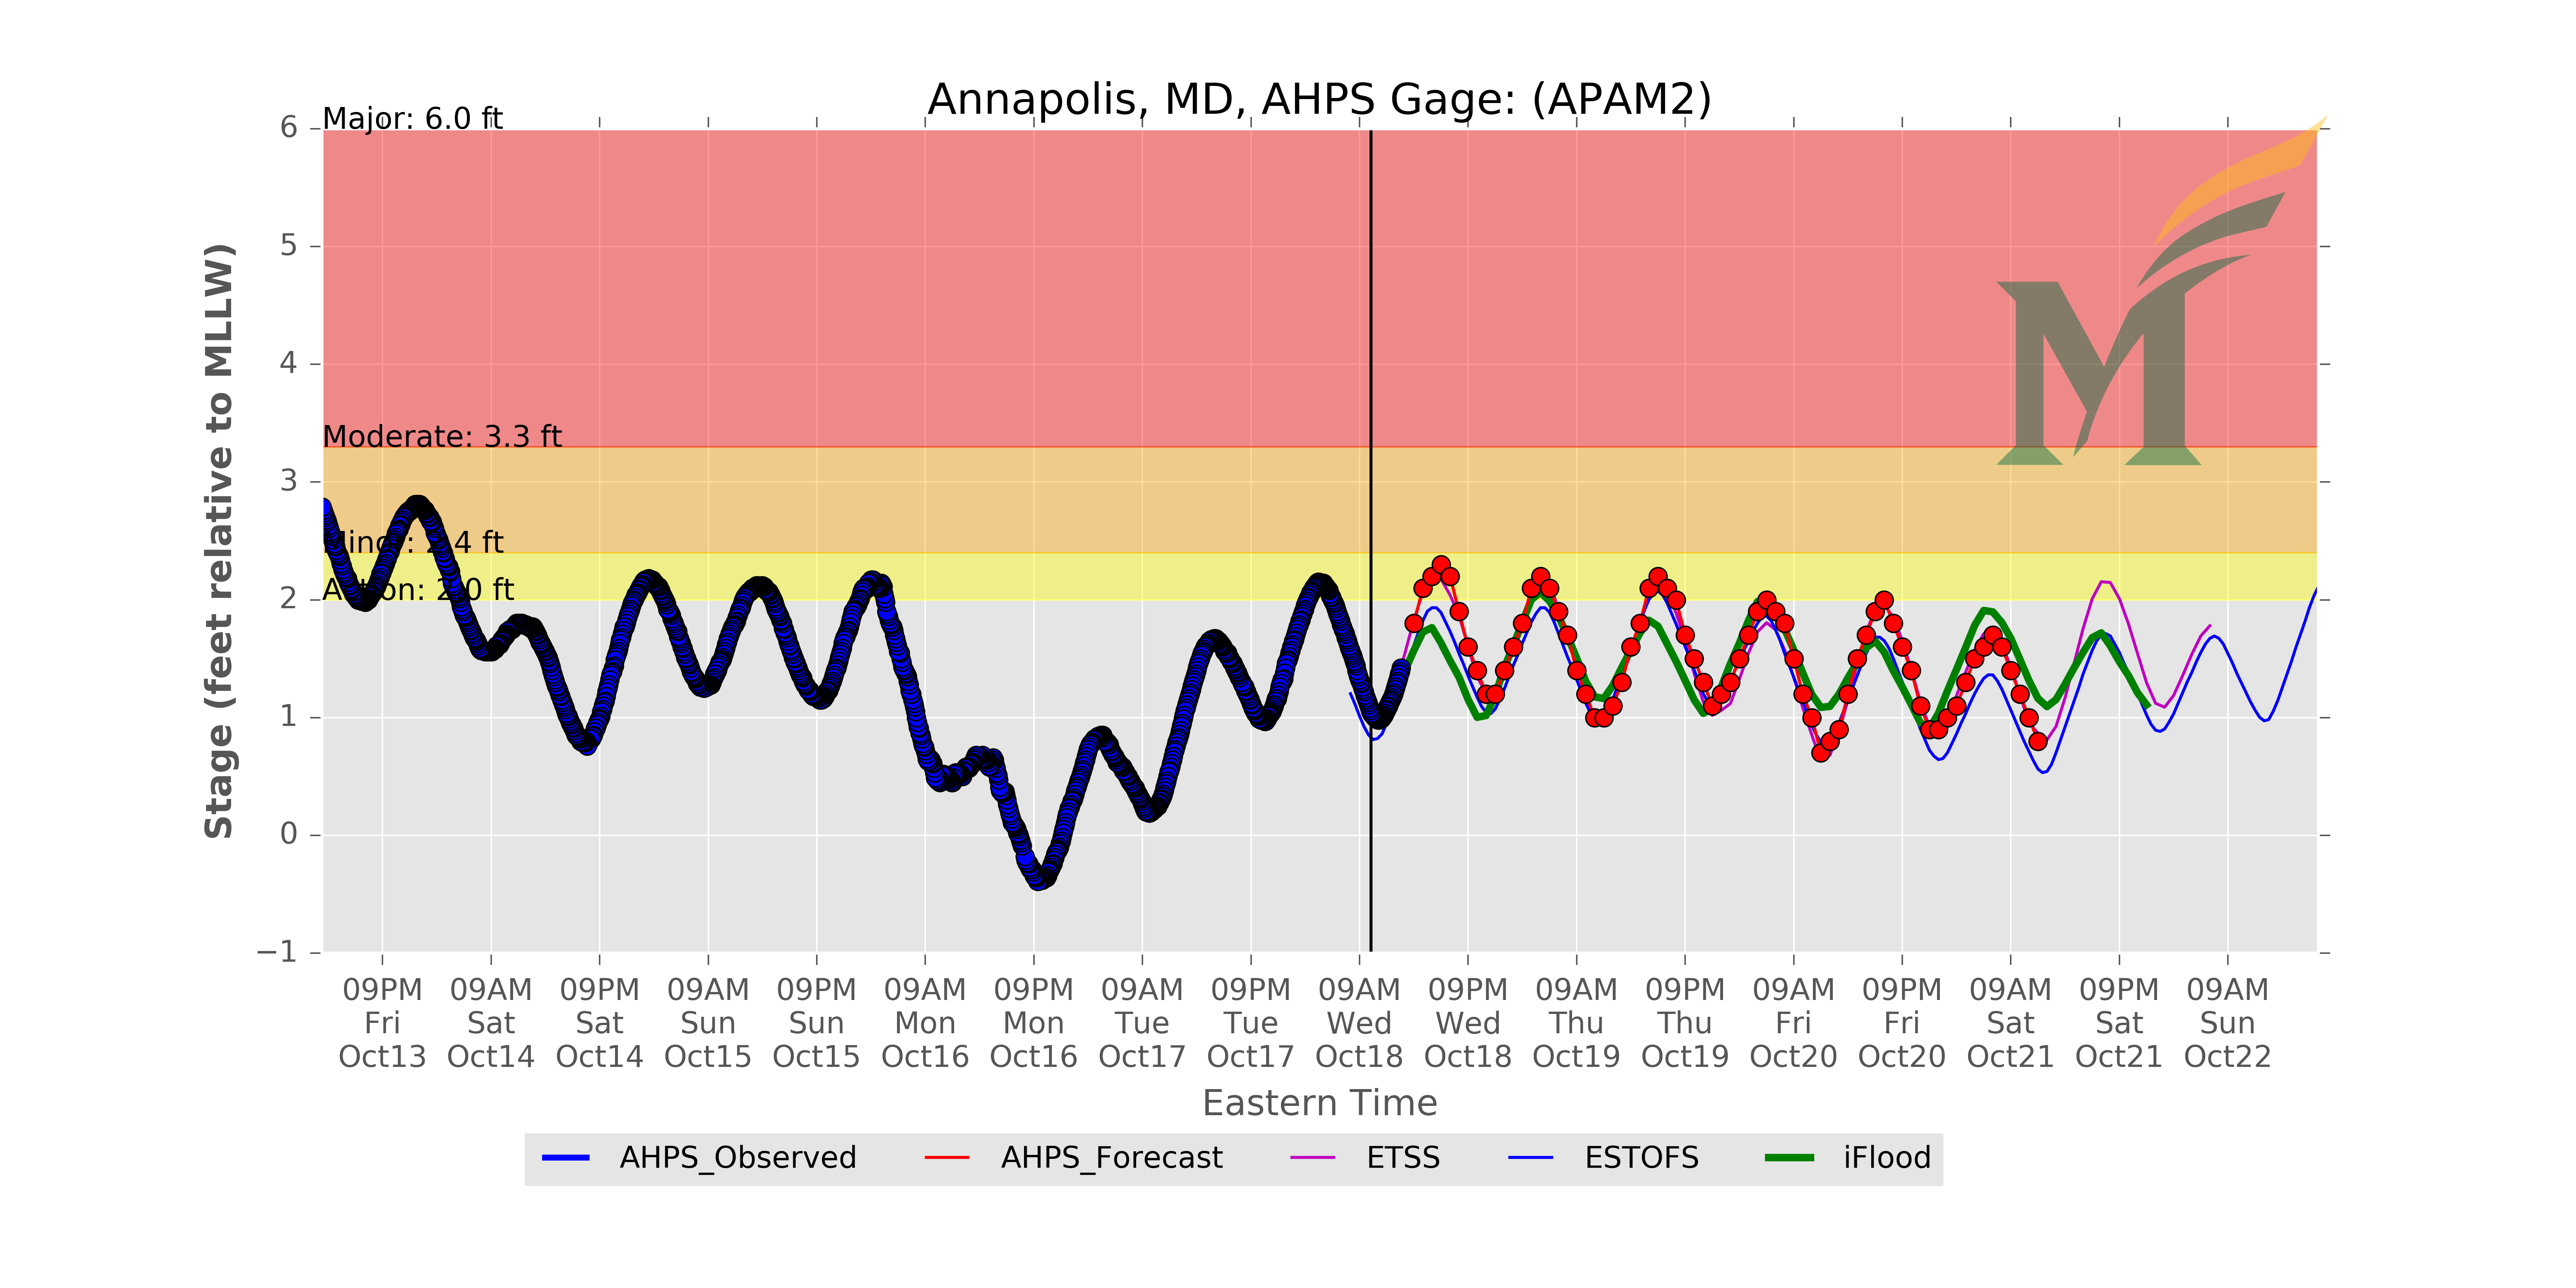 Annapolis, MD, AHPS Gage: (APAM2)
Major: 6.0 ft
Moderate: 3.3 ft
Minor: 2.4 ft
Action: 2.0 ft
6
5
4
3
2
1
0
−1
Stage (feet relative to MLLW)
09PM Fri Oct13
09AM Sat Oct14
09PM Sat Oct14
09AM Sun Oct15
09PM Sun Oct15
09AM Mon Oct16
09PM Mon Oct16
09AM Tue Oct17
09PM Tue Oct17
09AM Wed Oct18
09PM Wed Oct18
09AM Thu Oct19
09PM Thu Oct19
09AM Fri Oct20
09PM Fri Oct20
09AM Sat Oct21
09PM Sat Oct21
09AM Sun Oct22
Eastern Time
AHPS_Observed AHPS_Forecast ETSS ESTOFS iFlood
M